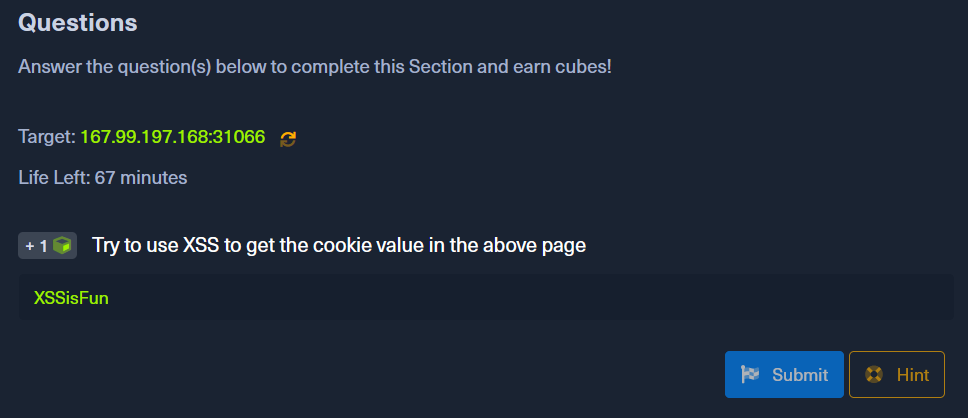 Questions
Answer the question(s) below to complete this Section and earn cubes!
Target: 167.99.197.168:31066
Life Left: 67 minutes
+ 1 Try to use XSS to get the cookie value in the above page
XSSisFun
Submit Hint